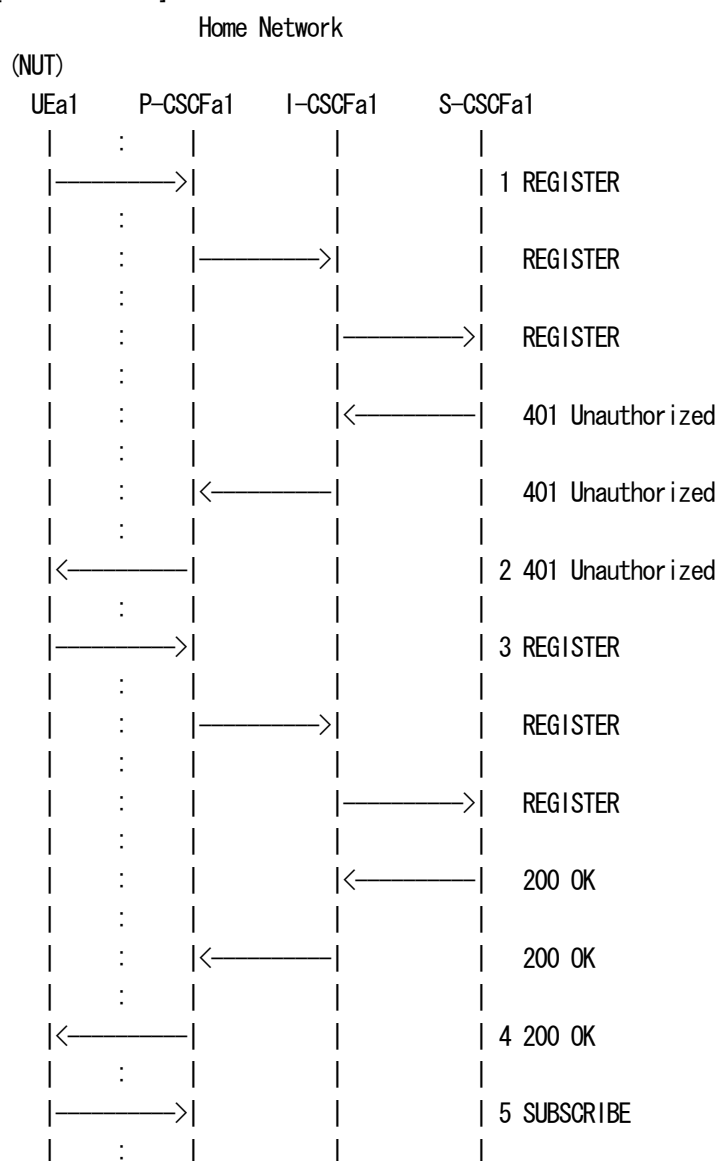 Home Network
(NUT)
UEa1 P-CSCFa1 I-CSCFa1 S-CSCFa1
| : | | |
|---------->| | | 1 REGISTER
| : | | |
| : |---------->| | REGISTER
| : | | |
| : | |---------->| REGISTER
| : | | |
| : | |<----------| 401 Unauthorized
| : | | |
| : |<----------| | 401 Unauthorized
| : | | |
|<----------| | | 2 401 Unauthorized
| : | | |
|---------->| | | 3 REGISTER
| : | | |
| : |---------->| | REGISTER
| : | | |
| : | |---------->| REGISTER
| : | | |
| : | |<----------| 200 OK
| : | | |
| : |<----------| | 200 OK
| : | | |
|<----------| | | 4 200 OK
| : | | |
|---------->| | | 5 SUBSCRIBE
| : | | |